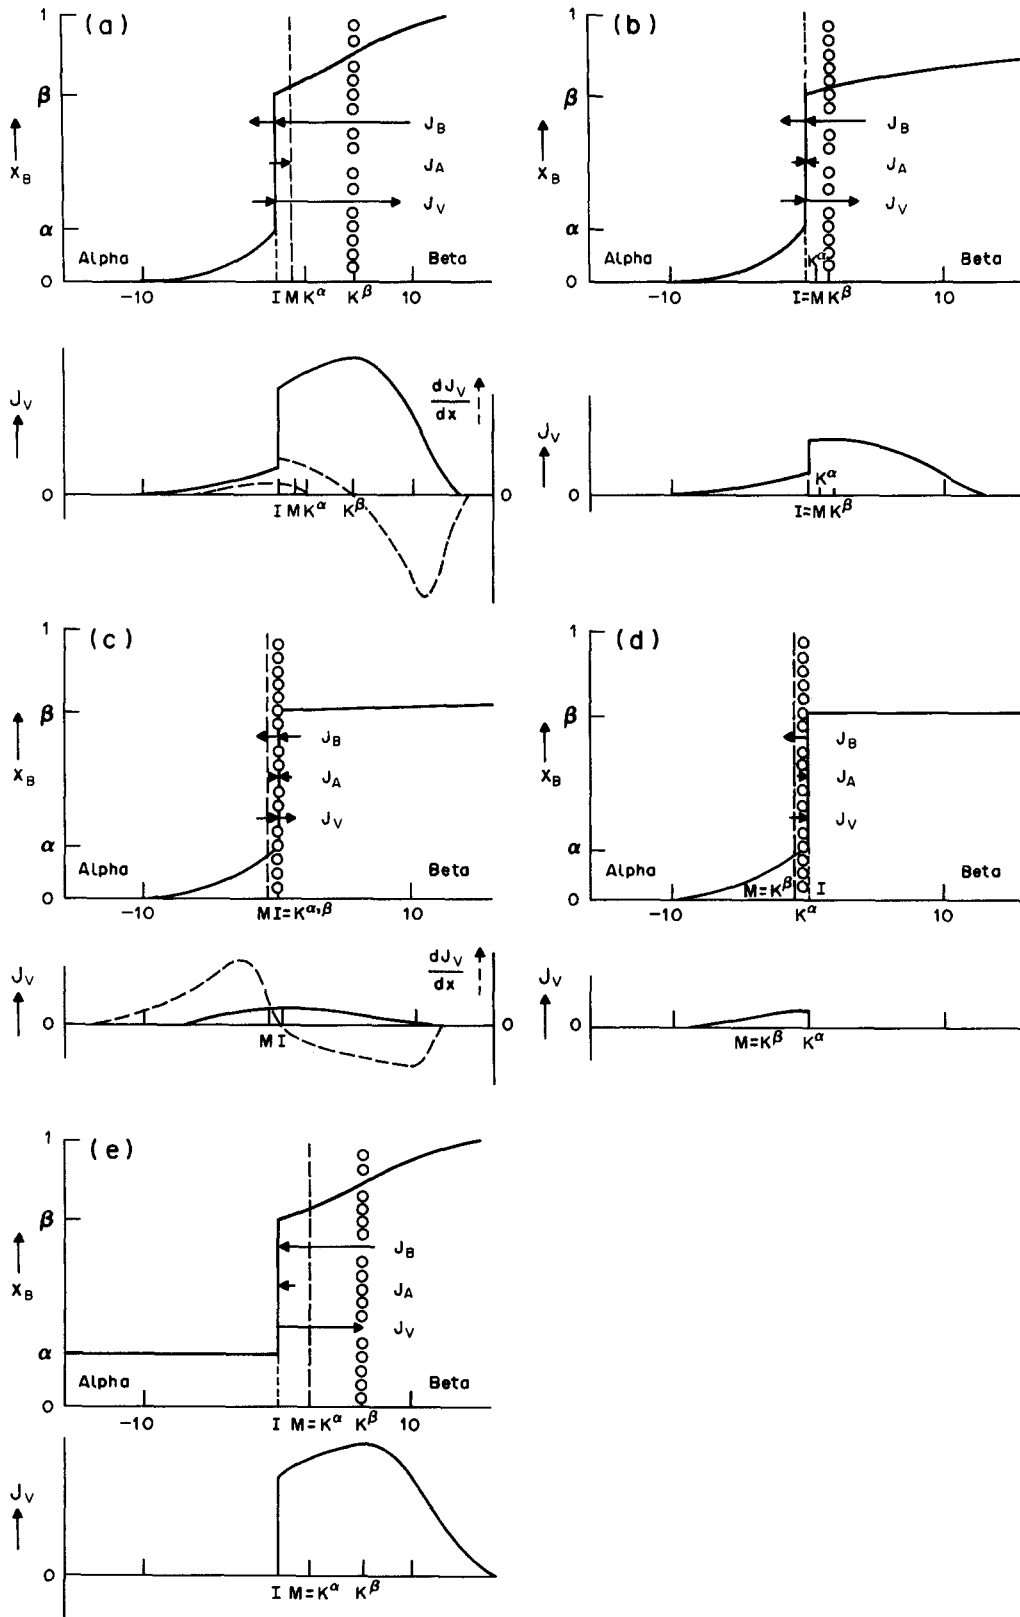 (a)
1
β
X_B
α
0
J_B
J_A
J_V
Alpha
Beta
-10
I M K^α
K^β
10
J_V
0
dJ_V/dx
0
I M K^α K^β
(b)
1
β
X_B
α
0
J_B
J_A
J_V
Alpha
K^α
Beta
-10
I=M K^β
10
J_V
0
K^α
I=M K^β
(c)
1
β
X_B
α
0
J_B
J_A
J_V
Alpha
Beta
-10
M I=K^α,β
10
J_V
0
dJ_V/dx
0
M I
(d)
1
β
X_B
α
0
J_B
J_A
J_V
Alpha
M=K^β
I
Beta
-10
K^α
10
J_V
0
M=K^β K^α
(e)
1
β
X_B
α
0
J_B
J_A
J_V
Alpha
Beta
-10
I M=K^α K^β
10
J_V
0
I M=K^α K^β